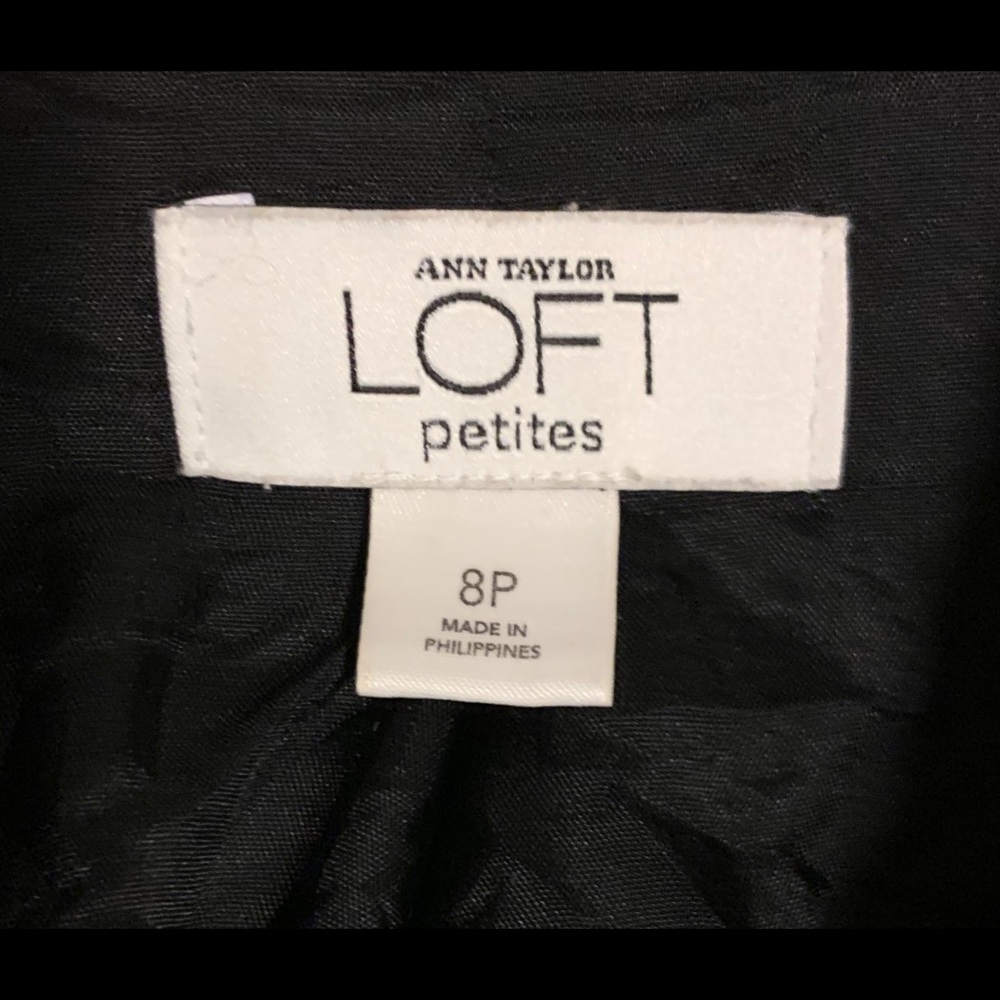 ANN TAYLOR
LOFT
petites
8P
MADE IN
PHILIPPINES